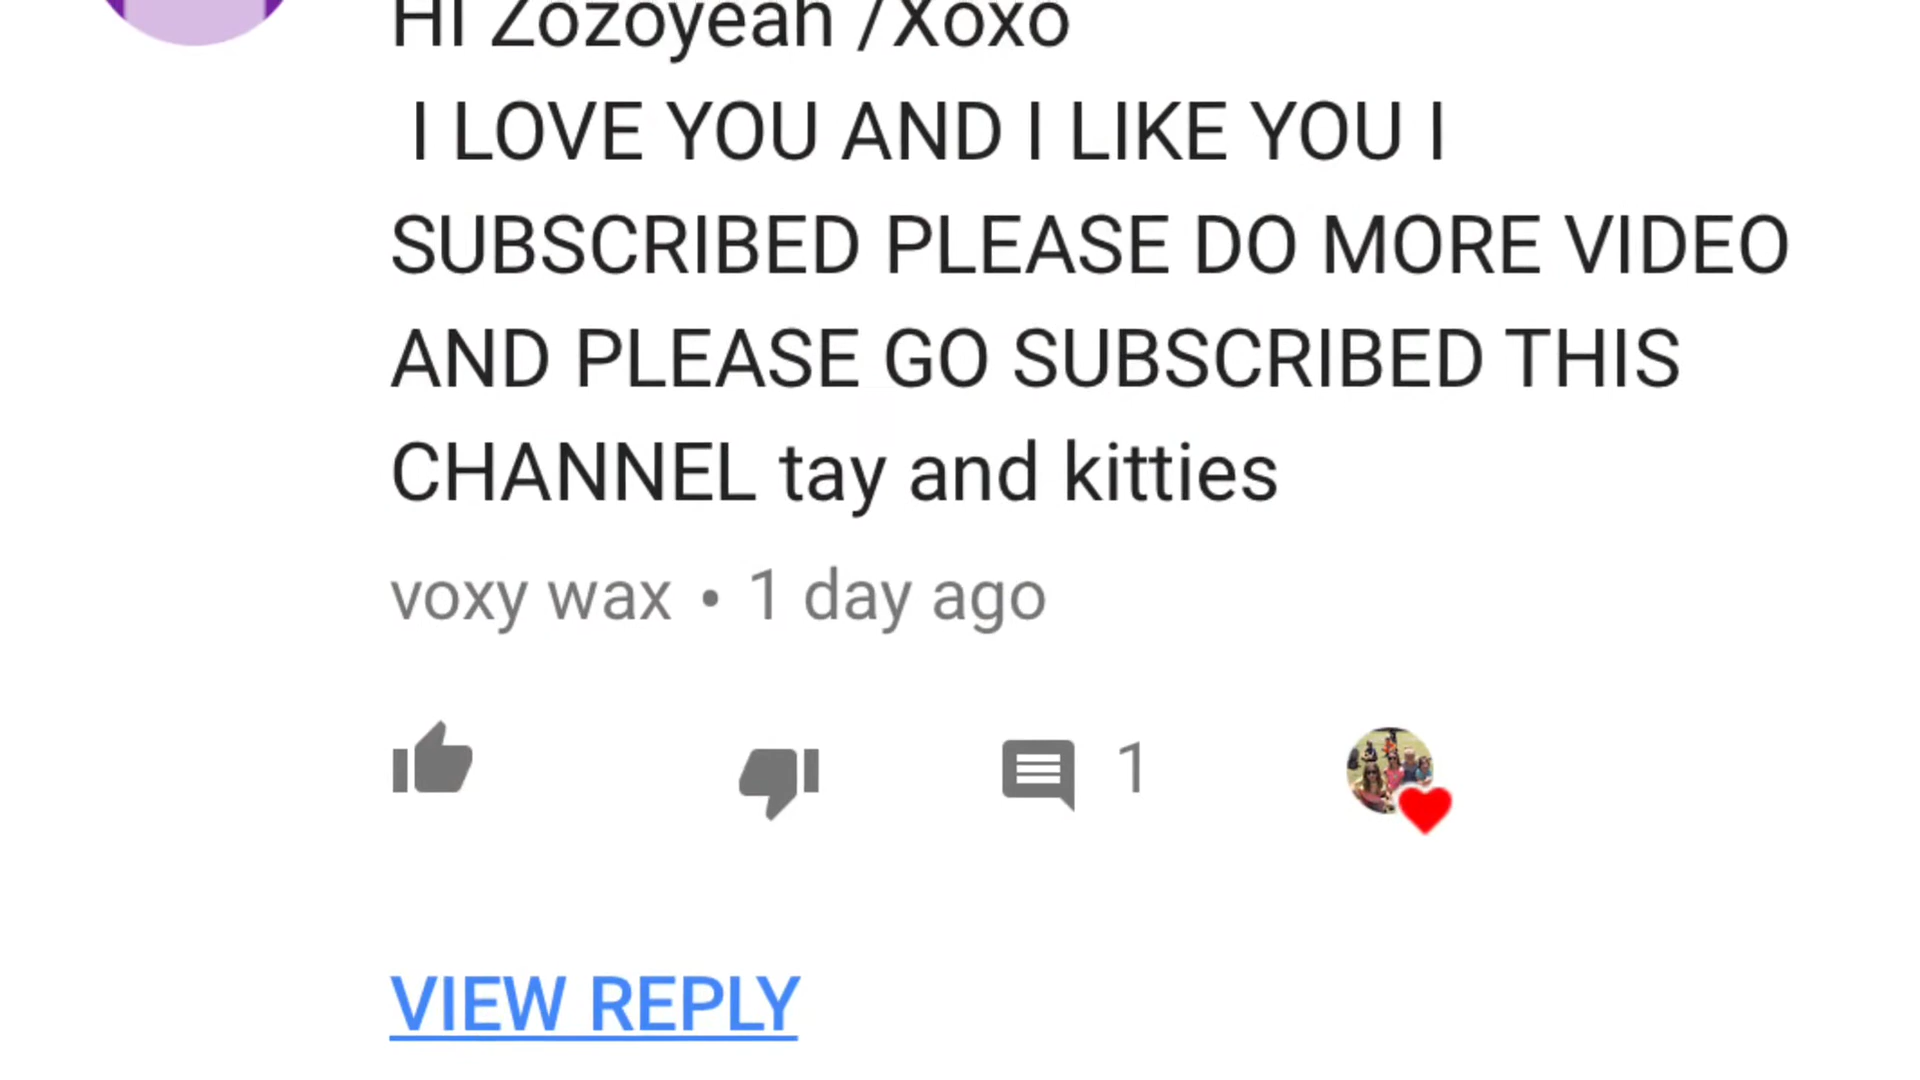 HI Zozoyeah /Xoxo
I LOVE YOU AND I LIKE YOU I
SUBSCRIBED PLEASE DO MORE VIDEO
AND PLEASE GO SUBSCRIBED THIS
CHANNEL tay and kitties
voxy wax • 1 day ago
1
VIEW REPLY